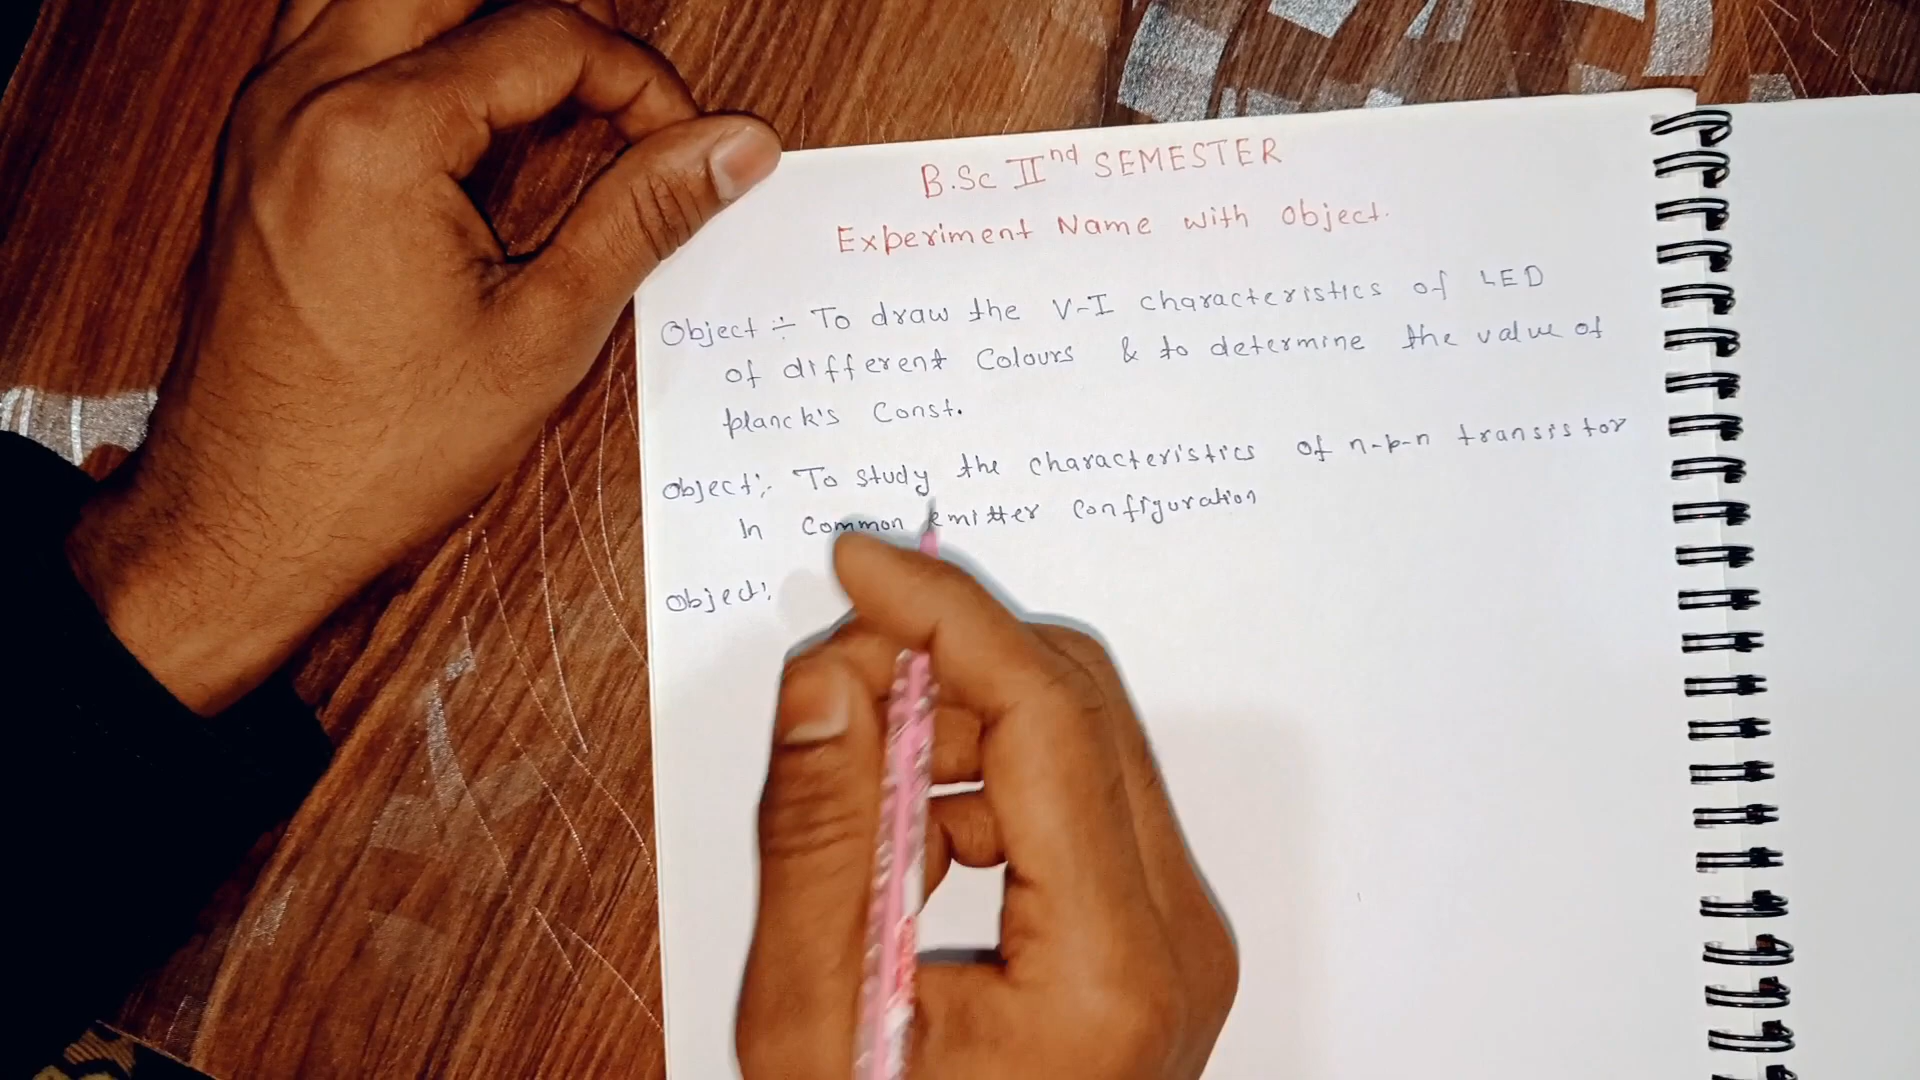 B.Sc IInd SEMESTER
Experiment Name with Object.
Object :- To draw the V-I characteristics of LED
of different Colours & to determine the value of
planck's Const.
Object:- To study the characteristics of n-p-n transistor
In Common Emitter Configuration
Object: